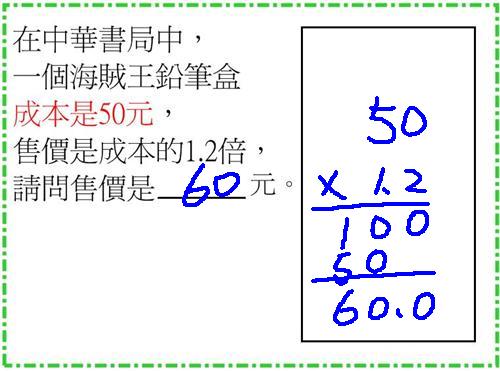 在中華書局中，
一個海賊王鉛筆盒
成本是50元，
售價是成本的1.2倍，
請問售價是 60 元。
50
x 1.2
100
50
60.0